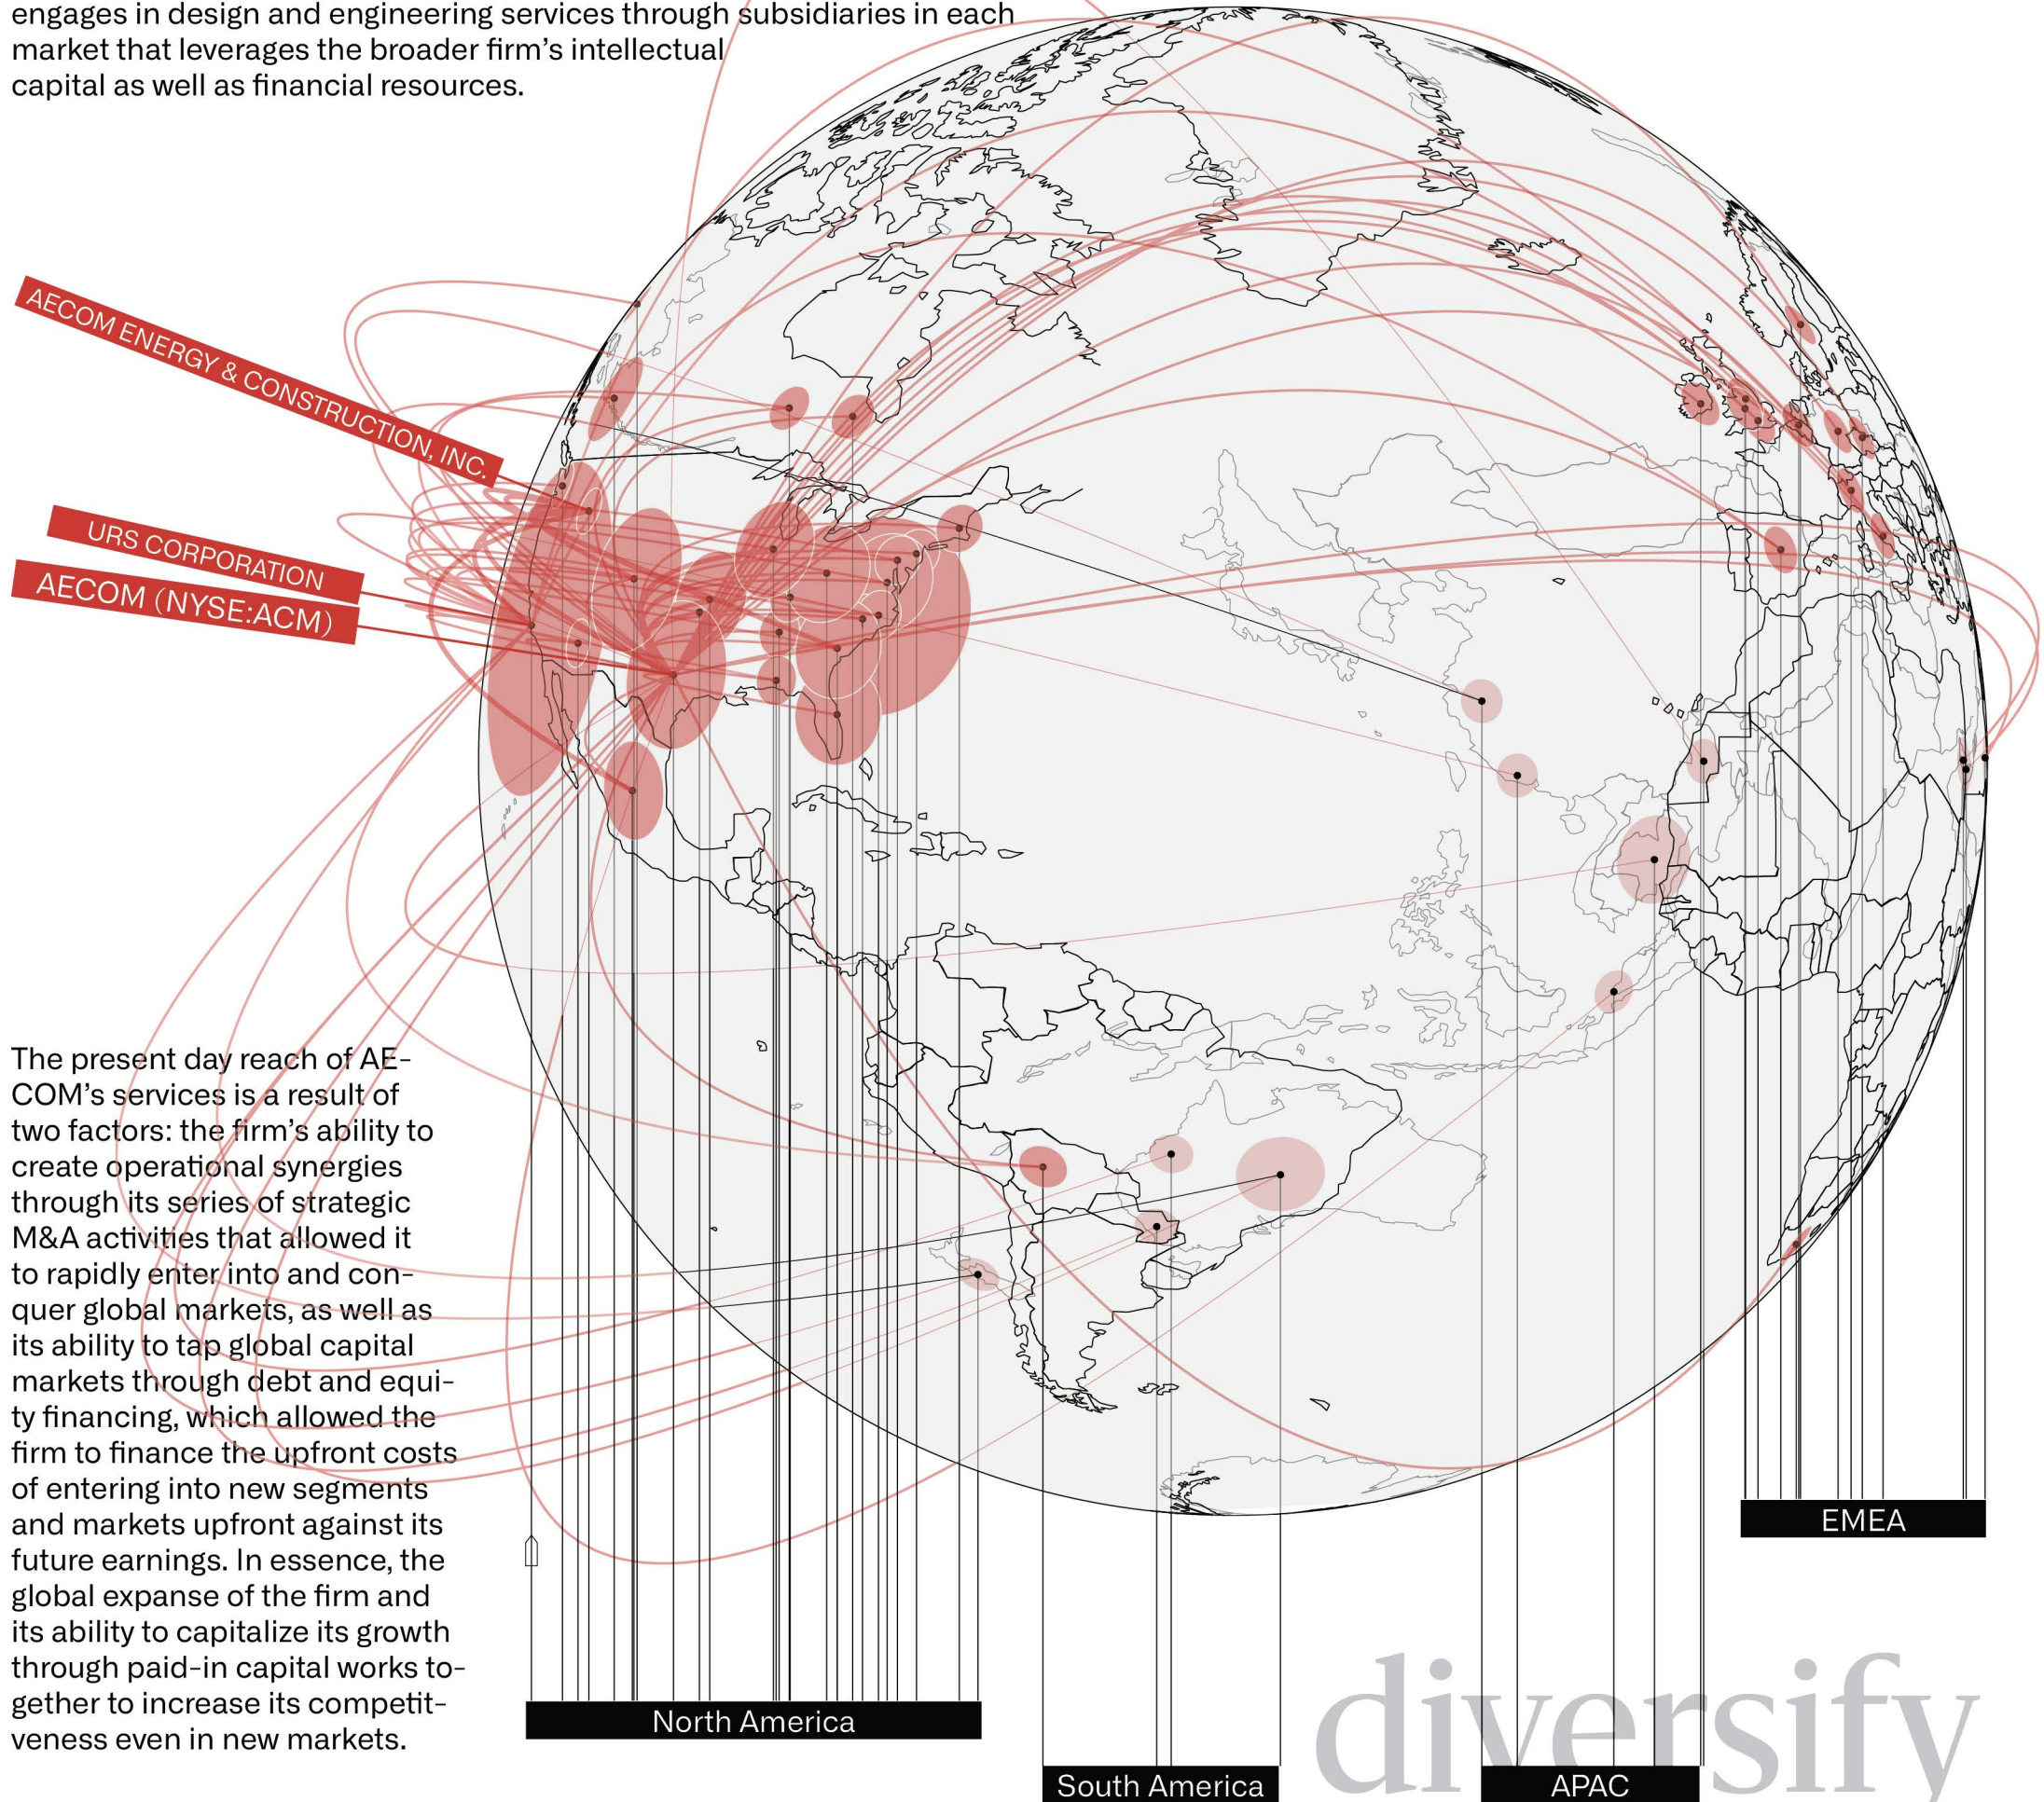 engages in design and engineering services through subsidiaries in each
market that leverages the broader firm's intellectual
capital as well as financial resources.
AECOM ENERGY & CONSTRUCTION, INC.
URS CORPORATION
AECOM (NYSE:ACM)
The present day reach of AE-
COM's services is a result of
two factors: the firm's ability to
create operational synergies
through its series of strategic
M&A activities that allowed it
to rapidly enter into and con-
quer global markets, as well as
its ability to tap global capital
markets through debt and equi-
ty financing, which allowed the
firm to finance the upfront costs
of entering into new segments
and markets upfront against its
future earnings. In essence, the
global expanse of the firm and
its ability to capitalize its growth
through paid-in capital works to-
gether to increase its competit-
veness even in new markets.
EMEA
North America
South America
APAC
diversify